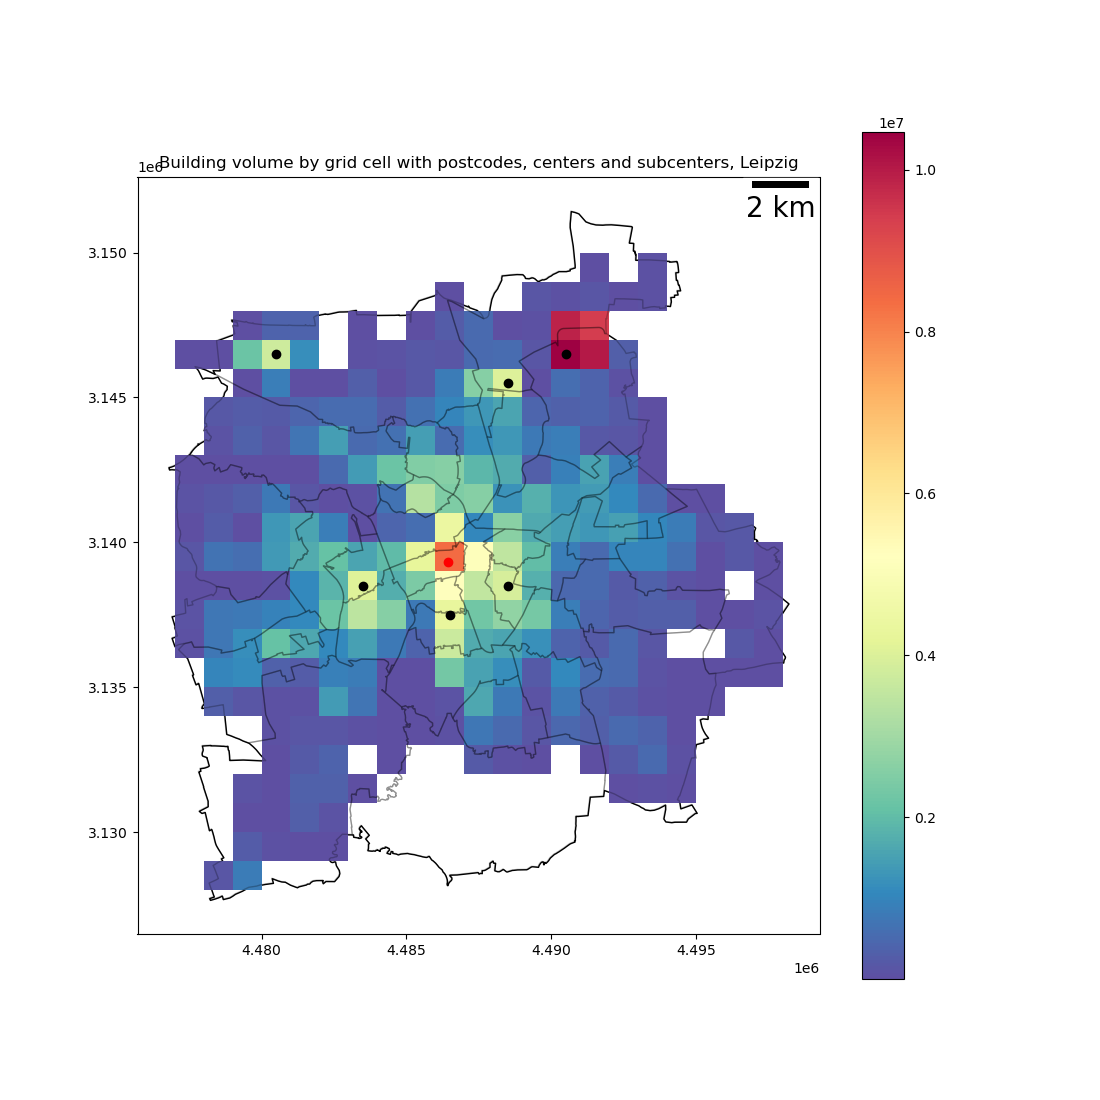 1e7
1e6
Building volume by grid cell with postcodes, centers and subcenters, Leipzig
2 km
3.150
3.145
3.140
3.135
3.130
4.480
4.485
4.490
4.495
1e6
1.0
0.8
0.6
0.4
0.2